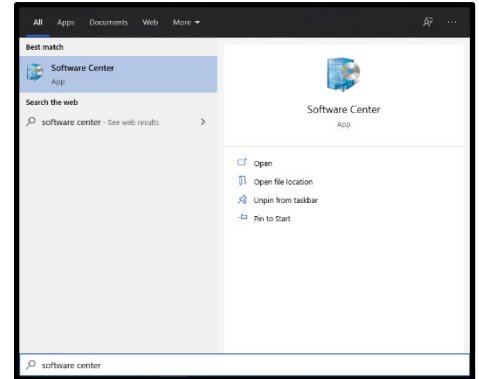 All Apps Documents Web More
Best match
Software Center
App
Search the web
software center - See web results
Software Center
App
Open
Open file location
Unpin from taskbar
Pin to Start
software center